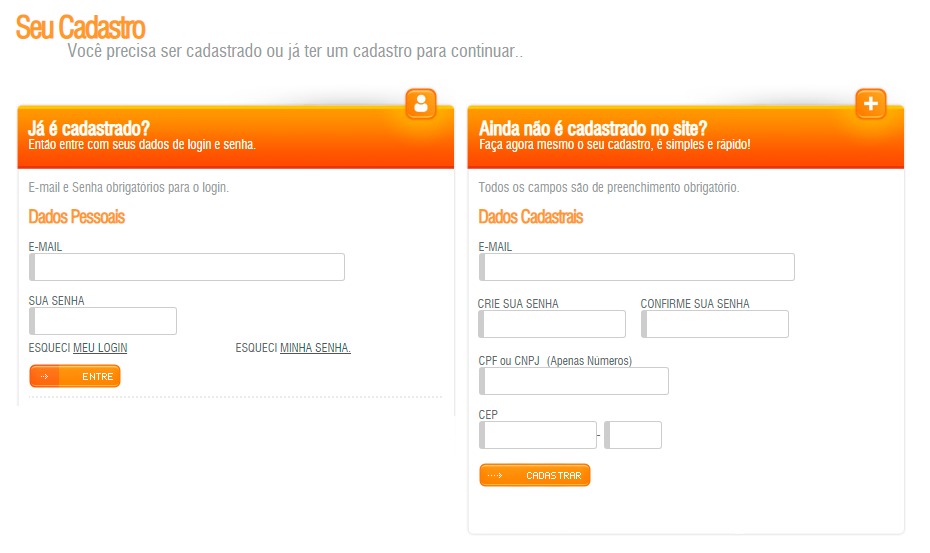 Seu Cadastro
Você precisa ser cadastrado ou já ter um cadastro para continuar..
Já é cadastrado?
Então entre com seus dados de login e senha.
E-mail e Senha obrigatórios para o login.
Dados Pessoais
E-MAIL
SUA SENHA
ESQUECI MEU LOGIN ESQUECI MINHA SENHA.
ENTRE
Ainda não é cadastrado no site?
Faça agora mesmo o seu cadastro, é simples e rápido!
Todos os campos são de preenchimento obrigatório.
Dados Cadastrais
E-MAIL
CRIE SUA SENHA CONFIRME SUA SENHA
CPF ou CNPJ (Apenas Números)
CEP
-
CADASTRAR